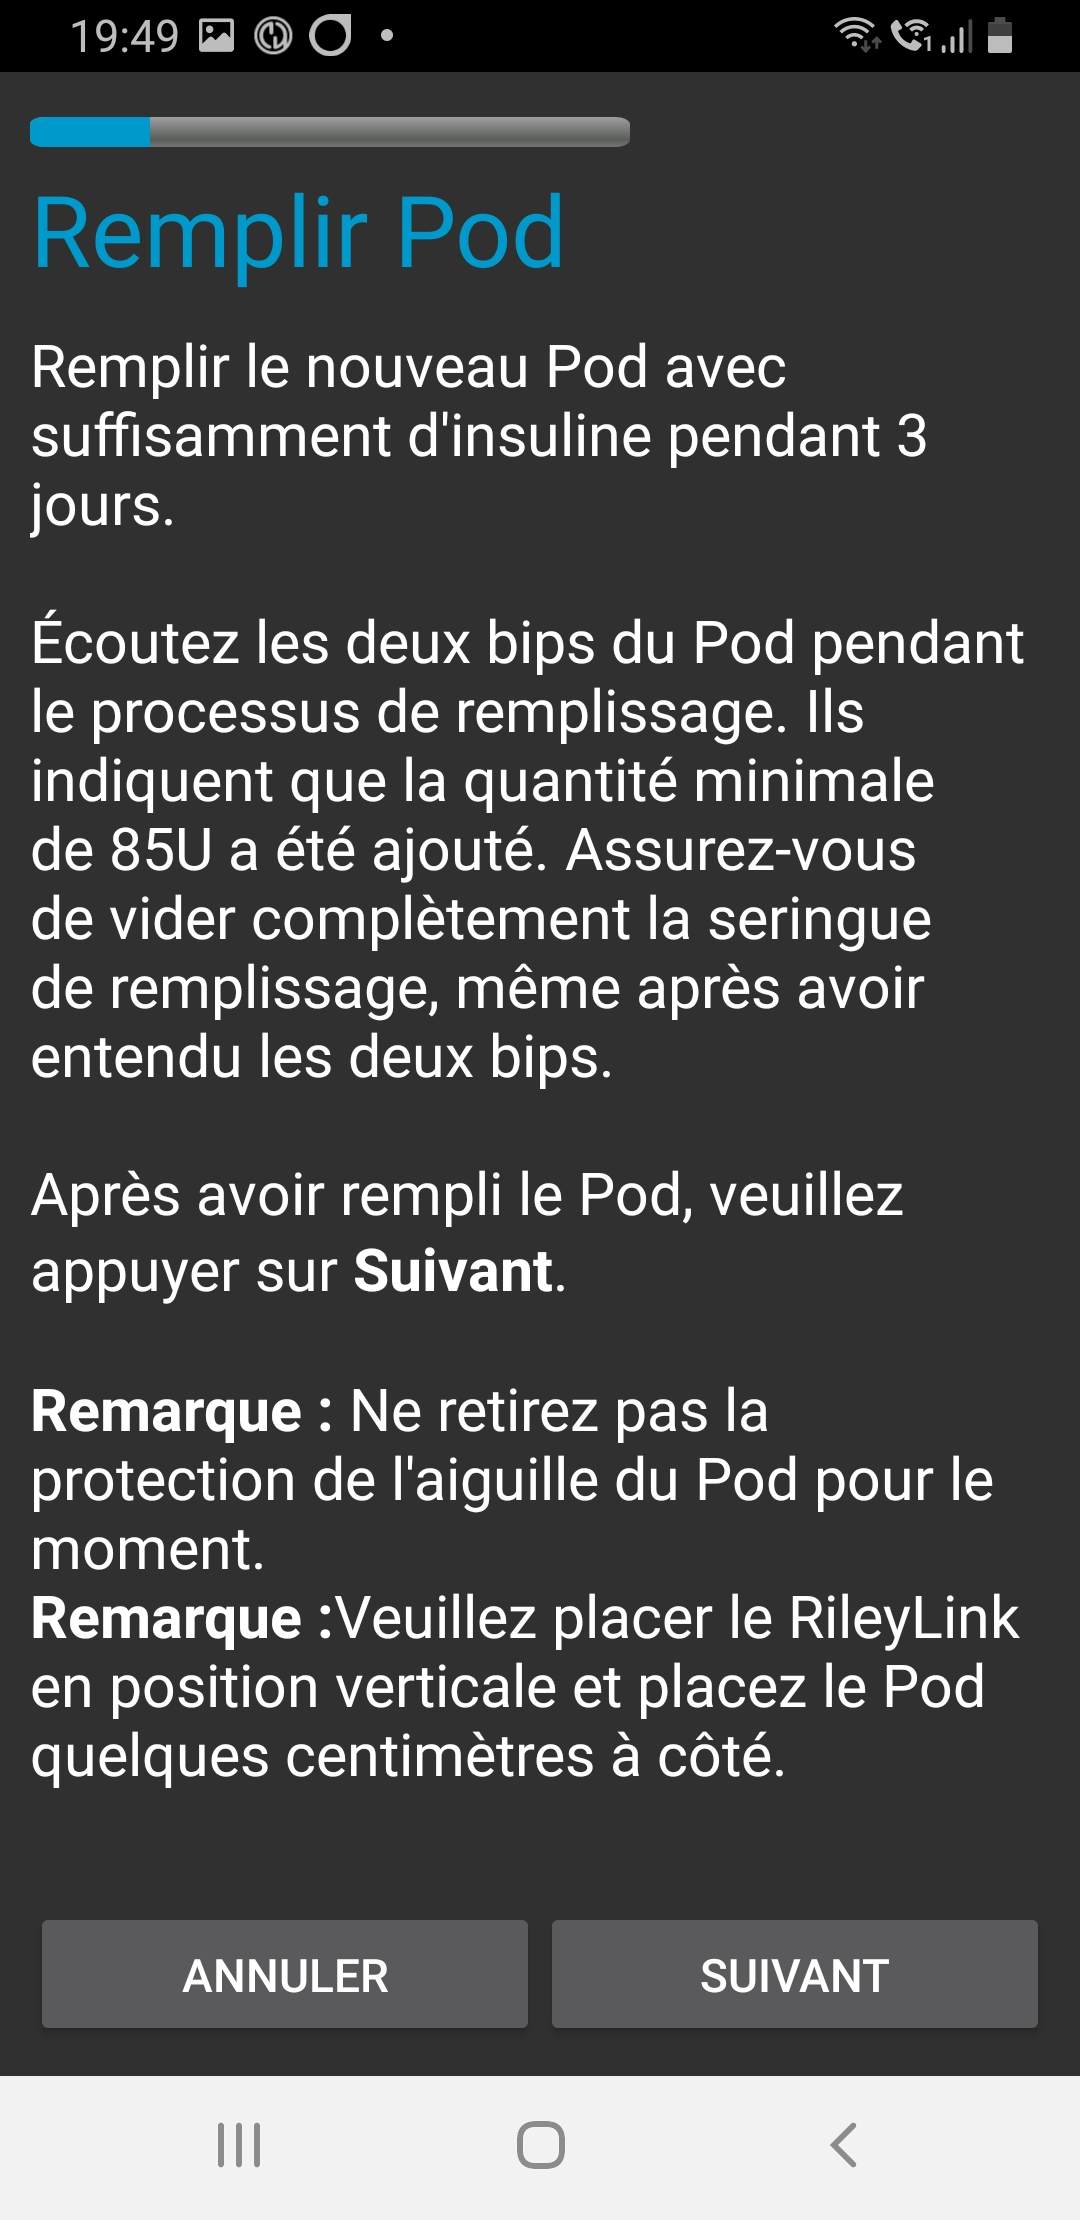 19:49
Remplir Pod
Remplir le nouveau Pod avec
suffisamment d'insuline pendant 3
jours.
Écoutez les deux bips du Pod pendant
le processus de remplissage. Ils
indiquent que la quantité minimale
de 85U a été ajouté. Assurez-vous
de vider complètement la seringue
de remplissage, même après avoir
entendu les deux bips.
Après avoir rempli le Pod, veuillez
appuyer sur Suivant.
Remarque : Ne retirez pas la
protection de l'aiguille du Pod pour le
moment.
Remarque :Veuillez placer le RileyLink
en position verticale et placez le Pod
quelques centimètres à côté.
ANNULER
SUIVANT